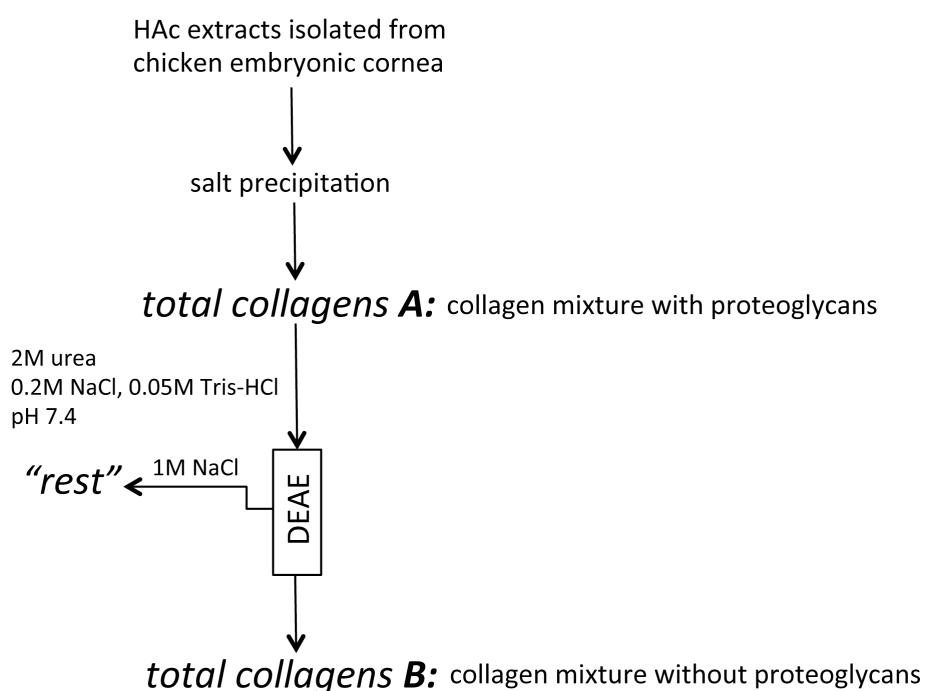 HAc extracts isolated from
chicken embryonic cornea
salt precipitation
total collagens A: collagen mixture with proteoglycans
2M urea
0.2M NaCl, 0.05M Tris-HCl
pH 7.4
“rest”
1M NaCl
DEAE
total collagens B: collagen mixture without proteoglycans